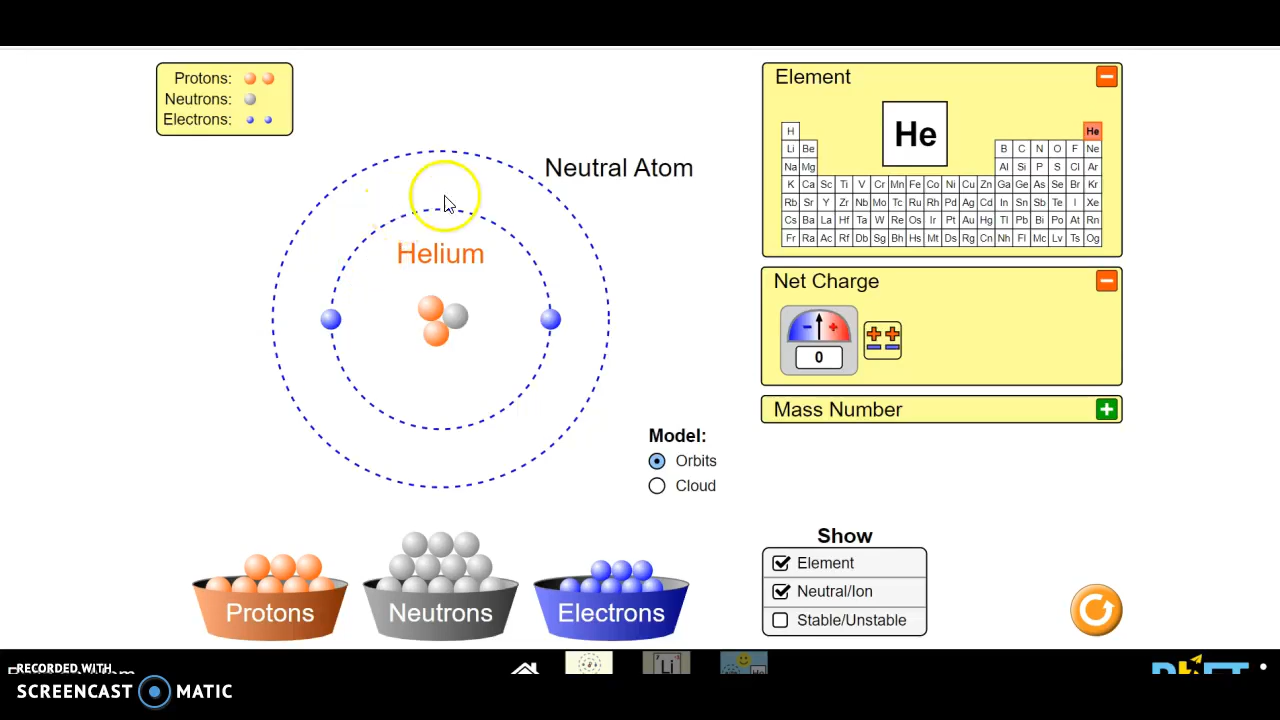 Protons:
Neutrons:
Electrons:
Neutral Atom
Helium
Element
He
H He
Li Be B C N O F Ne
Na Mg Al Si P S Cl Ar
K Ca Sc Ti V Cr Mn Fe Co Ni Cu Zn Ga Ge As Se Br Kr
Rb Sr Y Zr Nb Mo Tc Ru Rh Pd Ag Cd In Sn Sb Te I Xe
Cs Ba La Hf Ta W Re Os Ir Pt Au Hg Tl Pb Bi Po At Rn
Fr Ra Ac Rf Db Sg Bh Hs Mt Ds Rg Cn Nh Fl Mc Lv Ts Og
Net Charge
- +
0
Mass Number
Model:
Orbits
Cloud
Protons
Neutrons
Electrons
Show
Element
Neutral/Ion
Stable/Unstable
RECORDED WITH
SCREENCAST MATIC
Li